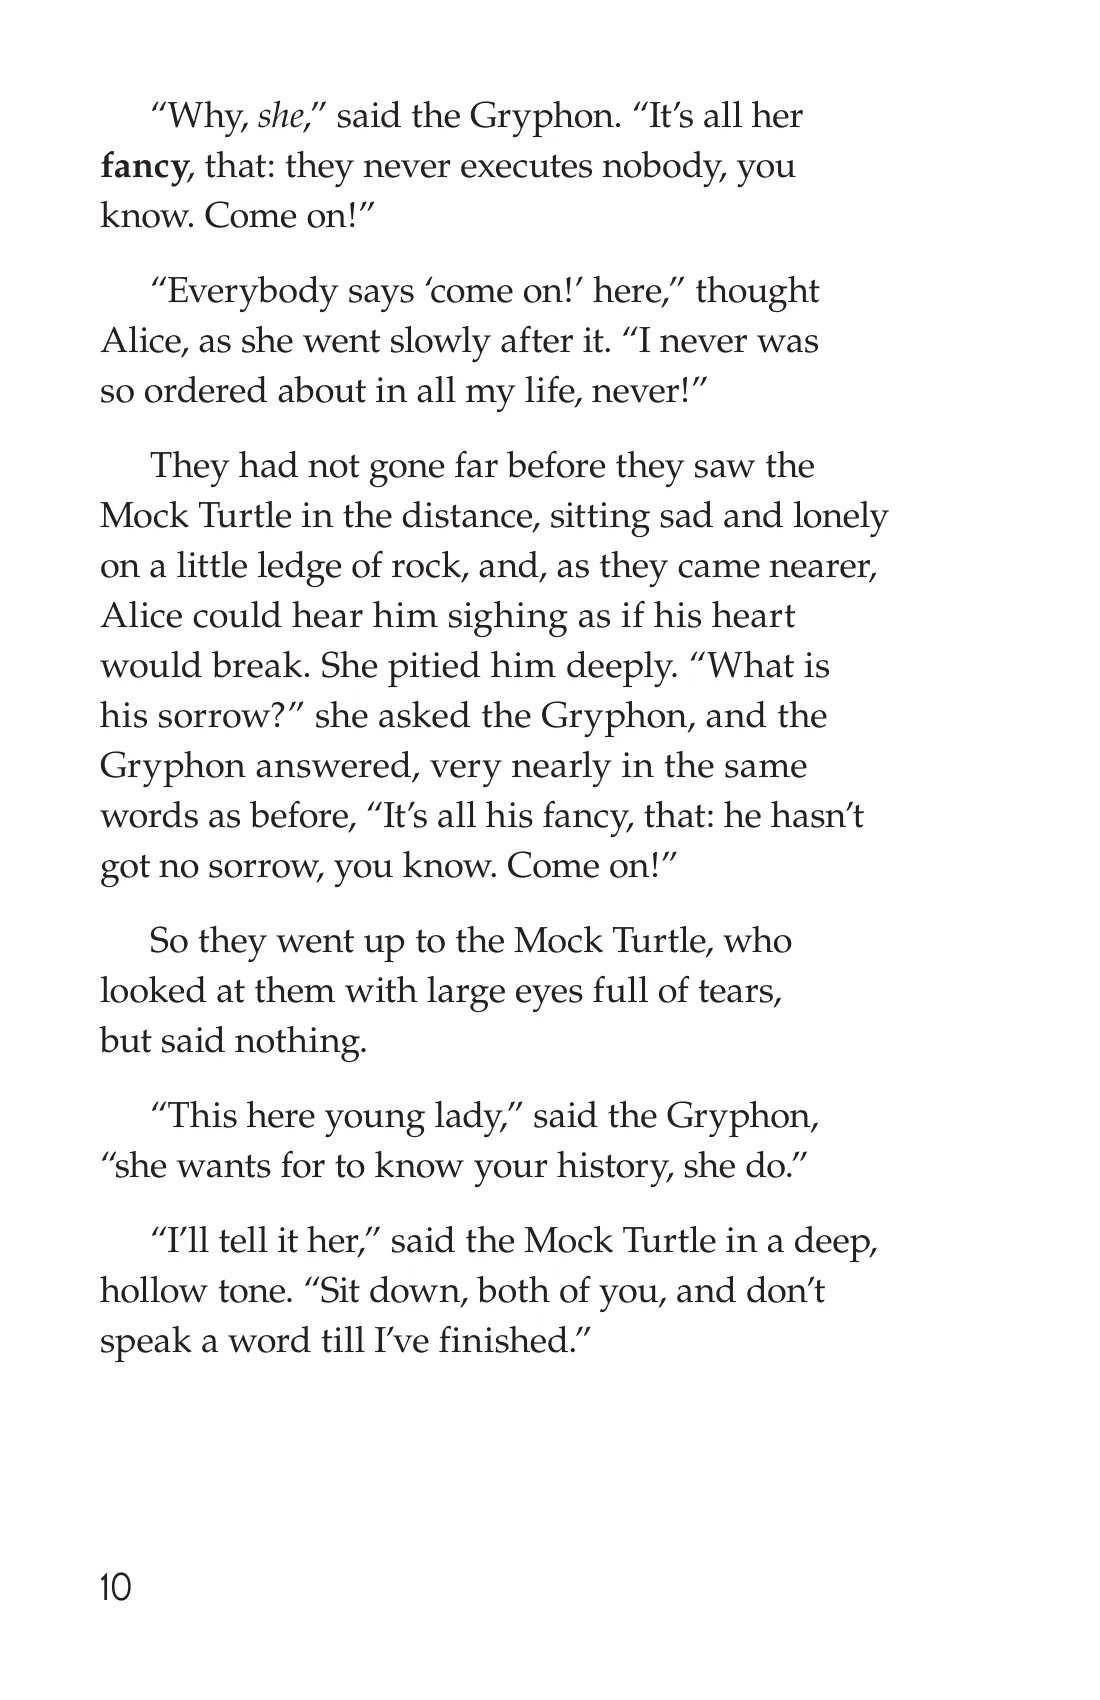 “Why, she,” said the Gryphon. “It’s all her
fancy, that: they never executes nobody, you
know. Come on!”
“Everybody says ‘come on!’ here,” thought
Alice, as she went slowly after it. “I never was
so ordered about in all my life, never!”
They had not gone far before they saw the
Mock Turtle in the distance, sitting sad and lonely
on a little ledge of rock, and, as they came nearer,
Alice could hear him sighing as if his heart
would break. She pitied him deeply. “What is
his sorrow?” she asked the Gryphon, and the
Gryphon answered, very nearly in the same
words as before, “It’s all his fancy, that: he hasn’t
got no sorrow, you know. Come on!”
So they went up to the Mock Turtle, who
looked at them with large eyes full of tears,
but said nothing.
“This here young lady,” said the Gryphon,
“she wants for to know your history, she do.”
“I’ll tell it her,” said the Mock Turtle in a deep,
hollow tone. “Sit down, both of you, and don’t
speak a word till I’ve finished.”
10